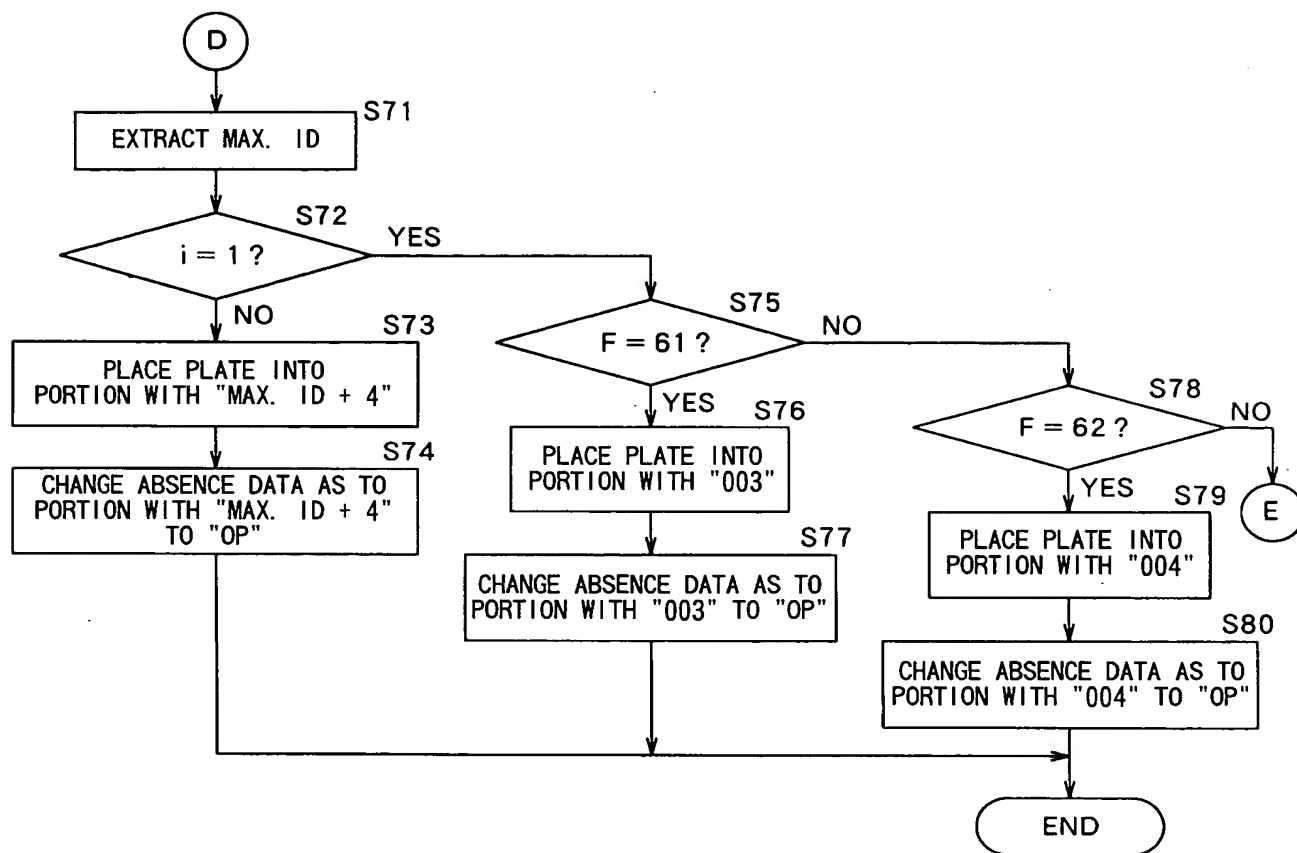 D
S71
EXTRACT MAX. ID
S72
i = 1 ?
YES
NO
S73
PLACE PLATE INTO
PORTION WITH "MAX. ID + 4"
S74
CHANGE ABSENCE DATA AS TO
PORTION WITH "MAX. ID + 4"
TO "OP"
S75
F = 61 ?
NO
YES
S76
PLACE PLATE INTO
PORTION WITH "003"
S77
CHANGE ABSENCE DATA AS TO
PORTION WITH "003" TO "OP"
S78
F = 62 ?
NO
E
YES
S79
PLACE PLATE INTO
PORTION WITH "004"
S80
CHANGE ABSENCE DATA AS TO
PORTION WITH "004" TO "OP"
END